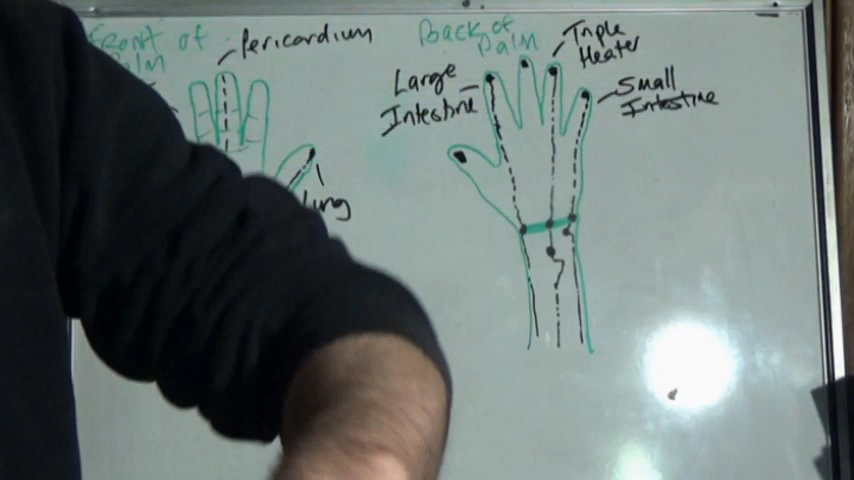 Front of
Palm
Pericardium
Lung
Back of
Palm
Triple
Heater
Large
Intestine
Small
Intestine